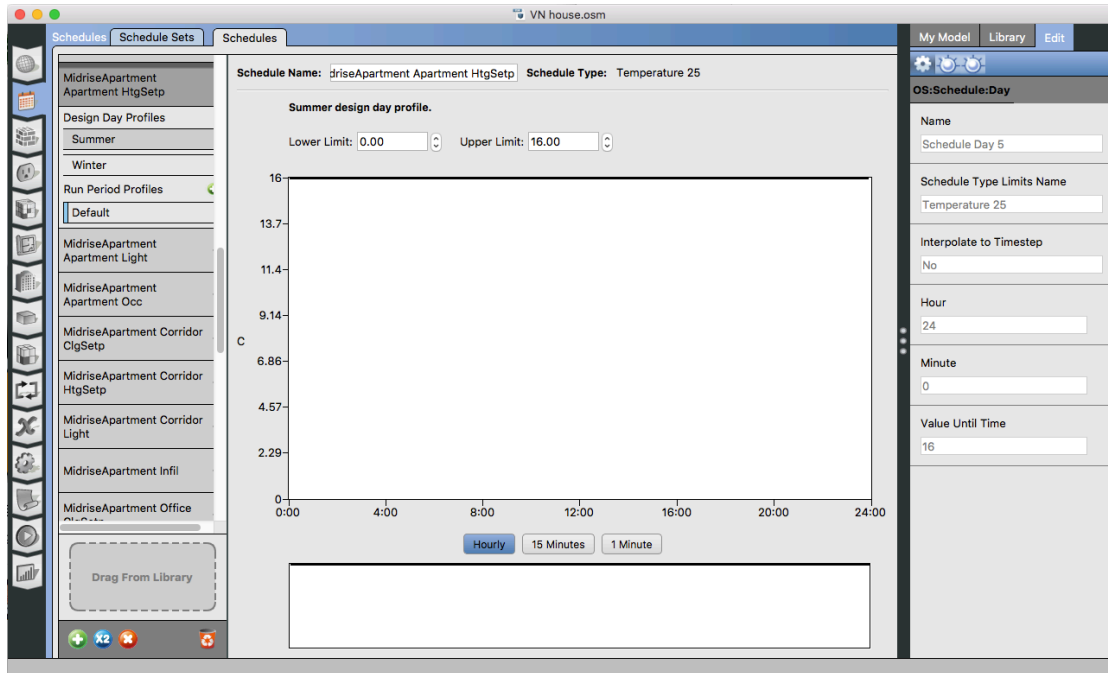 VN house.osm
Schedules
Schedule Sets
Schedules
My Model
Library
Edit
MidriseApartment
Apartment HtgSetp
Design Day Profiles
Summer
Winter
Run Period Profiles
Default
MidriseApartment
Apartment Light
MidriseApartment
Apartment Occ
MidriseApartment Corridor
ClgSetp
MidriseApartment Corridor
HtgSetp
MidriseApartment Corridor
Light
MidriseApartment Infil
MidriseApartment Office
Drag From Library
X2
Schedule Name: driseApartment Apartment HtgSetp Schedule Type: Temperature 25
Summer design day profile.
Lower Limit: 0.00 Upper Limit: 16.00
16
13.7
11.4
9.14
C
6.86
4.57
2.29
0
0:00 4:00 8:00 12:00 16:00 20:00 24:00
Hourly 15 Minutes 1 Minute
OS:Schedule:Day
Name
Schedule Day 5
Schedule Type Limits Name
Temperature 25
Interpolate to Timestep
No
Hour
24
Minute
0
Value Until Time
16